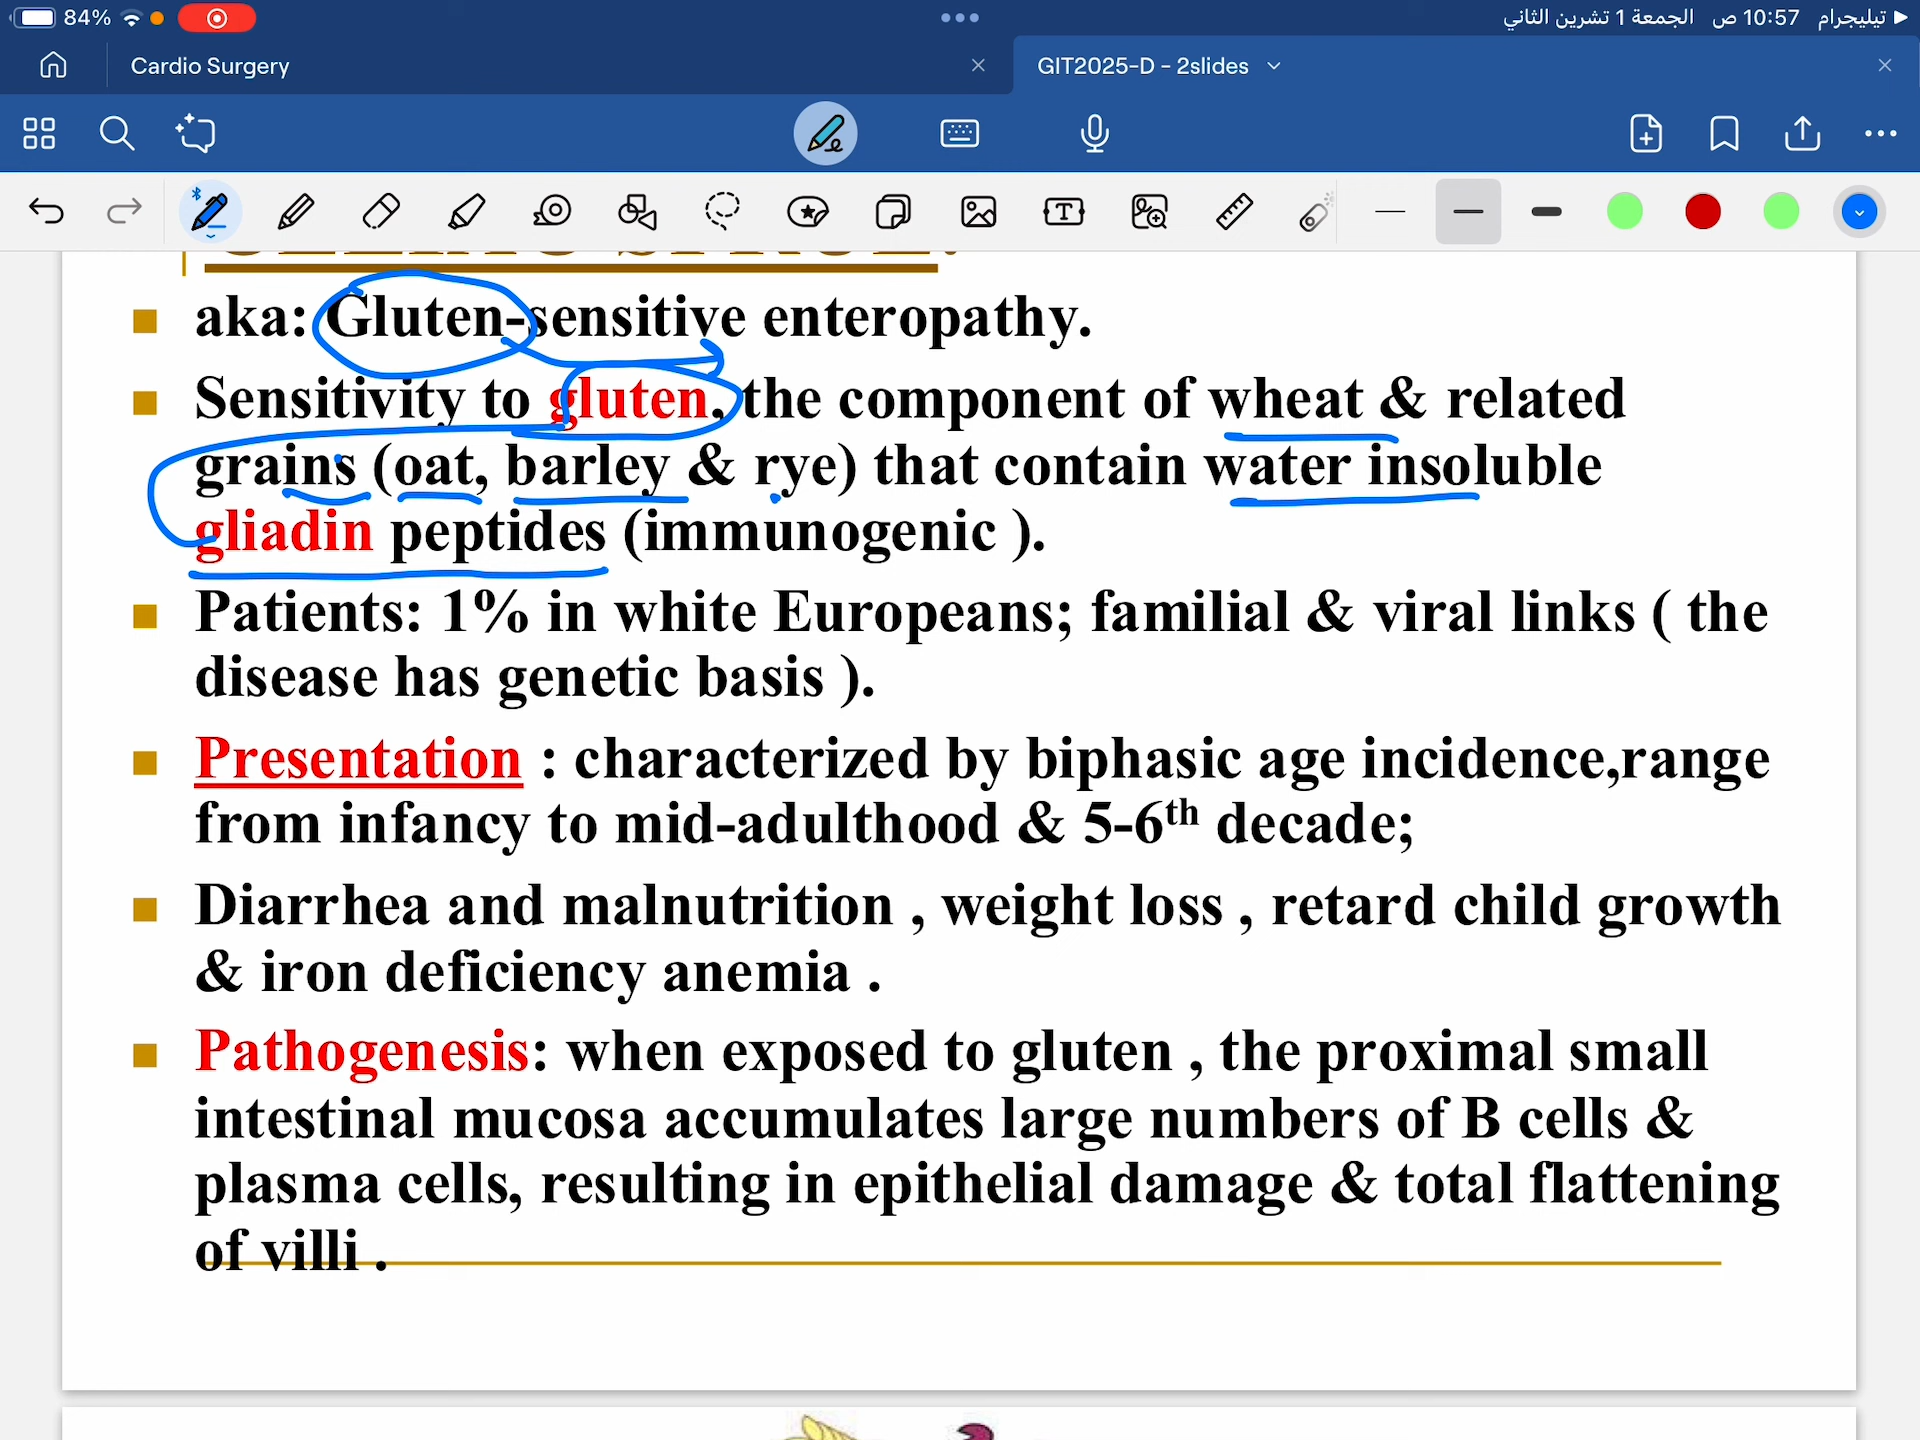 84%
تيليجرام 10:57 ص الجمعة 1 تشرين الثاني
Cardio Surgery
GIT2025-D - 2slides
aka: Gluten-sensitive enteropathy.
Sensitivity to gluten, the component of wheat & related
grains (oat, barley & rye) that contain water insoluble
gliadin peptides (immunogenic ).
Patients: 1% in white Europeans; familial & viral links ( the
disease has genetic basis ).
Presentation : characterized by biphasic age incidence,range
from infancy to mid-adulthood & 5-6th decade;
Diarrhea and malnutrition , weight loss , retard child growth
& iron deficiency anemia .
Pathogenesis: when exposed to gluten , the proximal small
intestinal mucosa accumulates large numbers of B cells &
plasma cells, resulting in epithelial damage & total flattening
of villi .